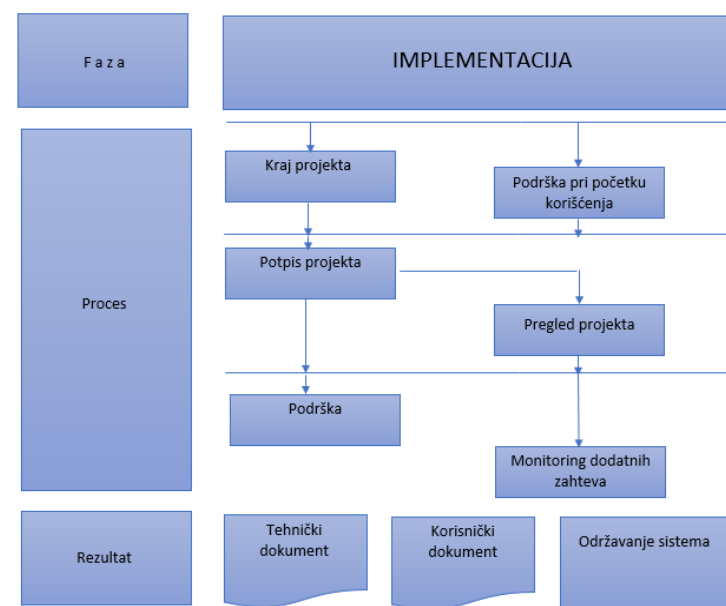 F a z a
IMPLEMENTACIJA
Proces
Kraj projekta
Podrška pri početku
korišćenja
Potpis projekta
Pregled projekta
Podrška
Monitoring dodatnih
zahteva
Rezultat
Tehnički
dokument
Korisnički
dokument
Održavanje sistema